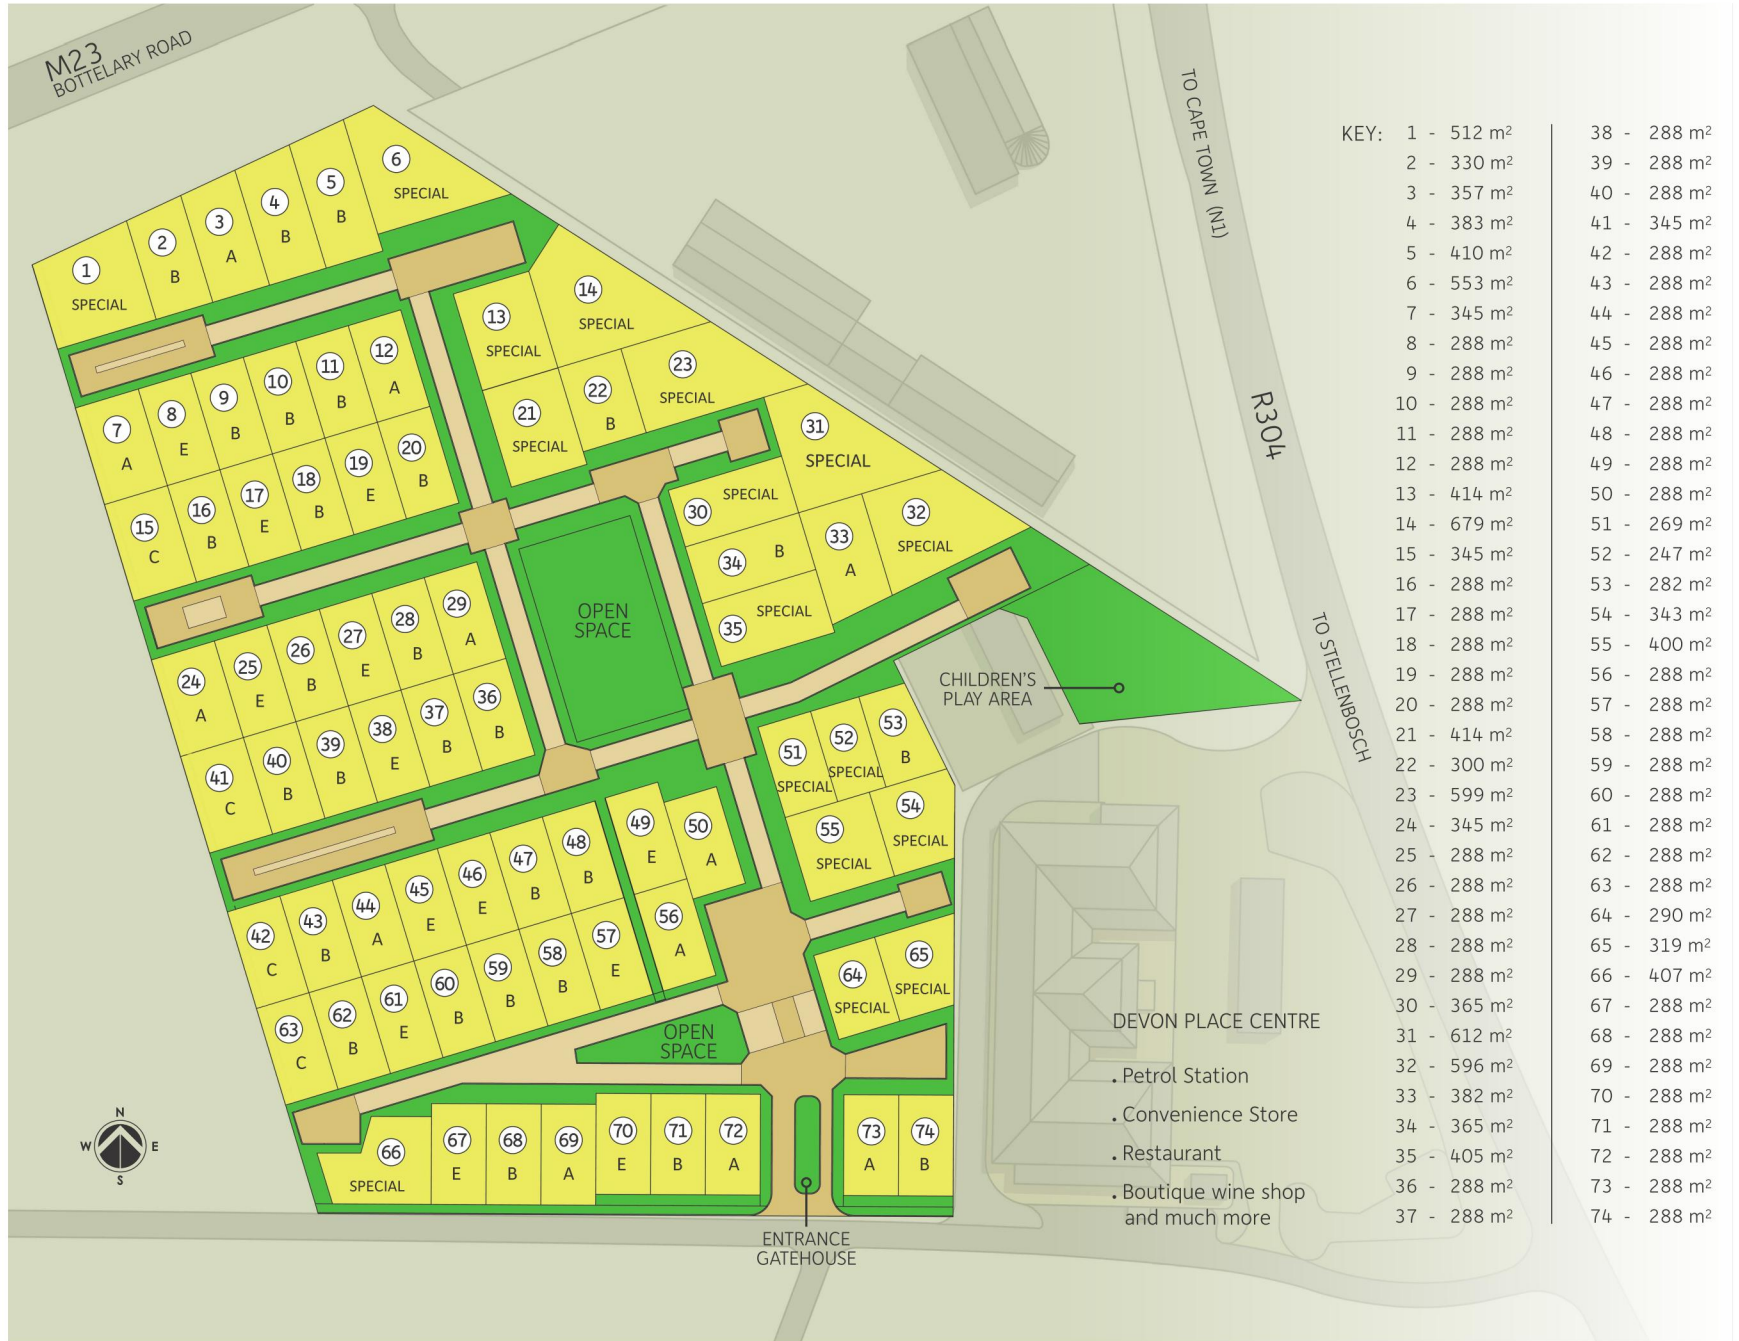 M23
BOTTELARY ROAD
TO CAPE TOWN (N1)
R304
TO STELLENBOSCH
1
SPECIAL
2
B
3
A
4
B
5
B
6
SPECIAL
7
A
8
E
9
B
10
B
11
B
12
A
13
SPECIAL
14
SPECIAL
15
C
16
B
17
E
18
B
19
E
20
B
21
SPECIAL
22
B
23
SPECIAL
24
A
25
E
26
B
27
E
28
B
29
A
30
SPECIAL
31
SPECIAL
32
SPECIAL
33
A
34
B
35
SPECIAL
36
B
37
B
38
E
39
B
40
B
41
C
42
C
43
B
44
A
45
E
46
E
47
B
48
B
49
E
50
A
51
SPECIAL
52
SPECIAL
53
B
54
SPECIAL
55
SPECIAL
56
A
57
E
58
B
59
B
60
B
61
E
62
B
63
C
64
SPECIAL
65
SPECIAL
66
SPECIAL
67
E
68
B
69
A
70
E
71
B
72
A
73
A
74
B
OPEN
SPACE
OPEN
SPACE
CHILDREN'S
PLAY AREA
ENTRANCE
GATEHOUSE
N
W E
S
DEVON PLACE CENTRE
. Petrol Station
. Convenience Store
. Restaurant
. Boutique wine shop
and much more
KEY: 1 - 512 m²
2 - 330 m²
3 - 357 m²
4 - 383 m²
5 - 410 m²
6 - 553 m²
7 - 345 m²
8 - 288 m²
9 - 288 m²
10 - 288 m²
11 - 288 m²
12 - 288 m²
13 - 414 m²
14 - 679 m²
15 - 345 m²
16 - 288 m²
17 - 288 m²
18 - 288 m²
19 - 288 m²
20 - 288 m²
21 - 414 m²
22 - 300 m²
23 - 599 m²
24 - 345 m²
25 - 288 m²
26 - 288 m²
27 - 288 m²
28 - 288 m²
29 - 288 m²
30 - 365 m²
31 - 612 m²
32 - 596 m²
33 - 382 m²
34 - 365 m²
35 - 405 m²
36 - 288 m²
37 - 288 m²
38 - 288 m²
39 - 288 m²
40 - 288 m²
41 - 345 m²
42 - 288 m²
43 - 288 m²
44 - 288 m²
45 - 288 m²
46 - 288 m²
47 - 288 m²
48 - 288 m²
49 - 288 m²
50 - 288 m²
51 - 269 m²
52 - 247 m²
53 - 282 m²
54 - 343 m²
55 - 400 m²
56 - 288 m²
57 - 288 m²
58 - 288 m²
59 - 288 m²
60 - 288 m²
61 - 288 m²
62 - 288 m²
63 - 288 m²
64 - 290 m²
65 - 319 m²
66 - 407 m²
67 - 288 m²
68 - 288 m²
69 - 288 m²
70 - 288 m²
71 - 288 m²
72 - 288 m²
73 - 288 m²
74 - 288 m²